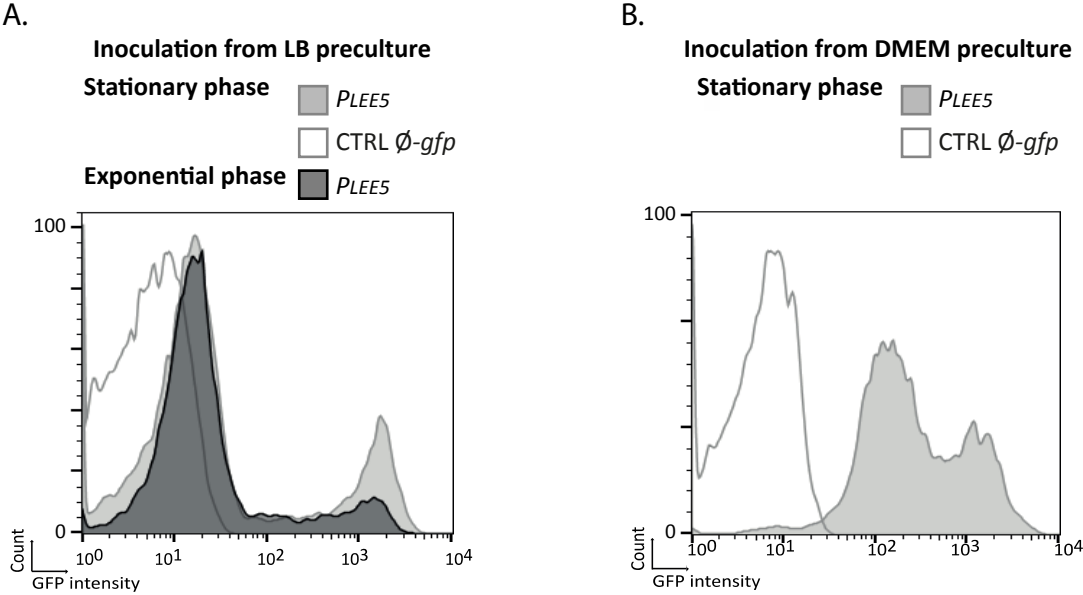 A.
Inoculation from LB preculture
Stationary phase
PLEE5
CTRL Ø-gfp
Exponential phase PLEE5
100
0
10⁰ 10¹ 10² 10³ 10⁴
Count
GFP intensity
B.
Inoculation from DMEM preculture
Stationary phase
PLEE5
CTRL Ø-gfp
100
0
10⁰ 10¹ 10² 10³ 10⁴
Count
GFP intensity